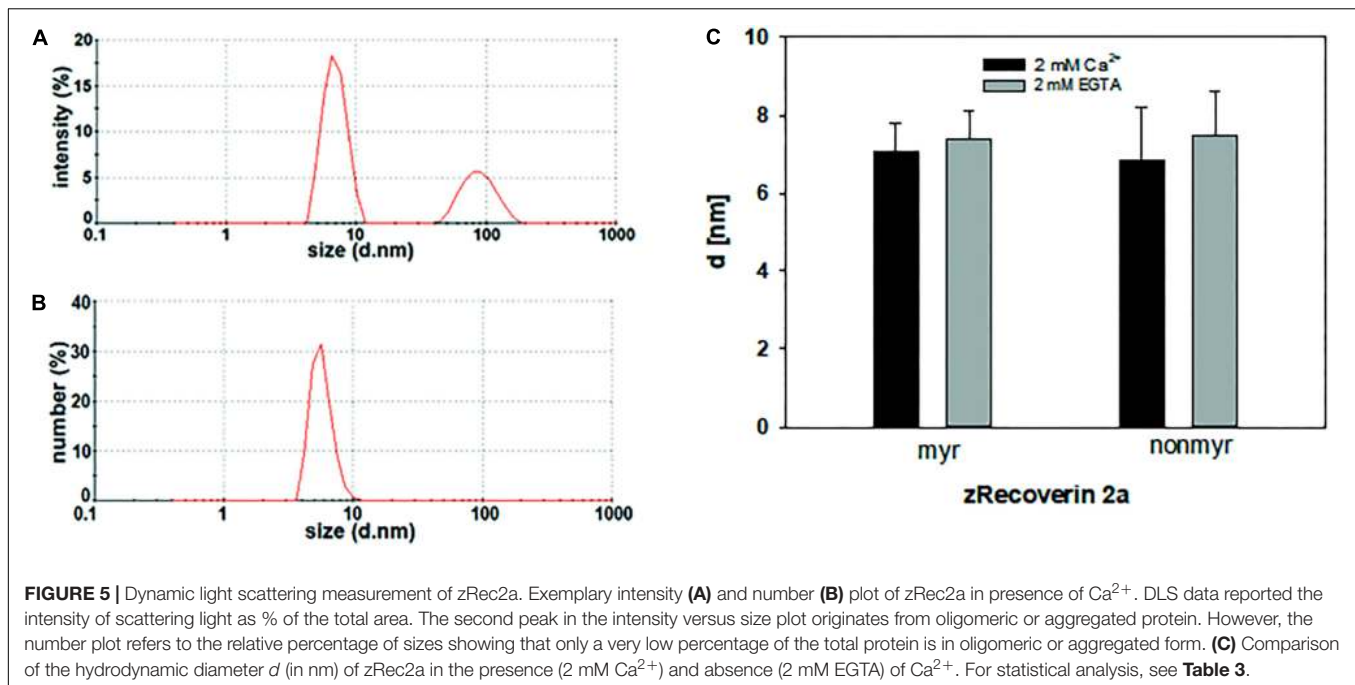 A
20
15
10
5
0
intensity (%)
0.1 1 10 100 1000
size (d.nm)
B
40
30
20
10
0
number (%)
0.1 1 10 100 1000
size (d.nm)
C
10
8
6
4
2
0
d [nm]
2 mM Ca²⁺
2 mM EGTA
myr nonmyr
zRecoverin 2a
FIGURE 5 | Dynamic light scattering measurement of zRec2a. Exemplary intensity (A) and number (B) plot of zRec2a in presence of Ca²⁺. DLS data reported the
intensity of scattering light as % of the total area. The second peak in the intensity versus size plot originates from oligomeric or aggregated protein. However, the
number plot refers to the relative percentage of sizes showing that only a very low percentage of the total protein is in oligomeric or aggregated form. (C) Comparison
of the hydrodynamic diameter d (in nm) of zRec2a in the presence (2 mM Ca²⁺) and absence (2 mM EGTA) of Ca²⁺. For statistical analysis, see Table 3.